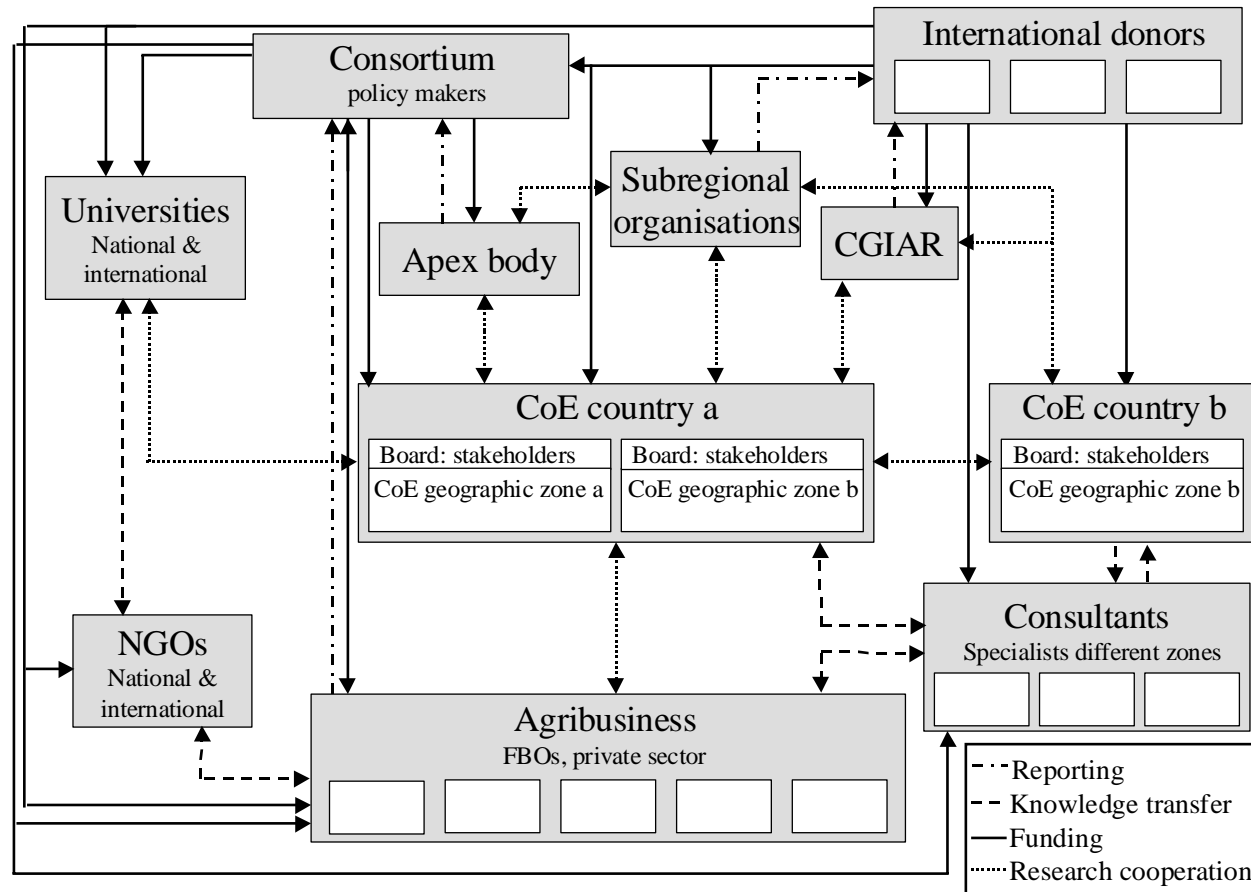 International donors
Consortium
policy makers
Universities
National &
international
Subregional
organisations
Apex body
CGIAR
CoE country a
Board: stakeholders
CoE geographic zone a
Board: stakeholders
CoE geographic zone b
CoE country b
Board: stakeholders
CoE geographic zone b
NGOs
National &
international
Consultants
Specialists different zones
Agribusiness
FBOs, private sector
Reporting
Knowledge transfer
Funding
Research cooperation